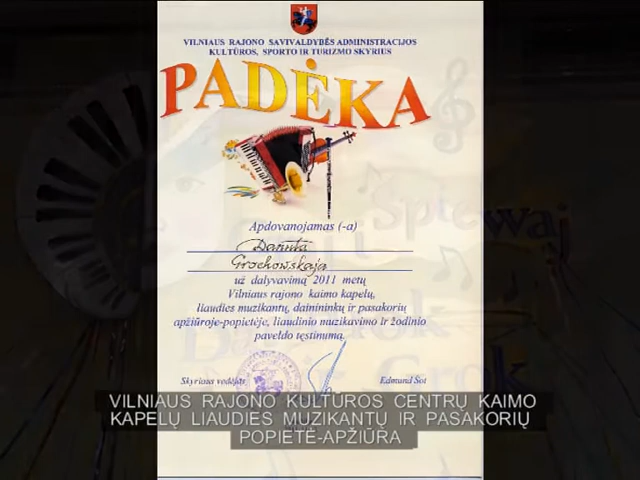 VILNIAUS RAJONO SAVIVALDYBĖS ADMINISTRACIJOS
KULTŪROS, SPORTO IR TURIZMO SKYRIUS
PADĖKA
Apdovanojamas (-a)
Danuta
Grochowskaja
už dalyvavimą 2011 metų
Vilniaus rajono kaimo kapelų,
liaudies muzikantų, dainininkų ir pasakorių
apžiūroje-popietėje, liaudinio muzikavimo ir žodinio
paveldo tęstinumą.
Skyriaus vedėjas
Edmund Šot
VILNIAUS RAJONO KULTŪROS CENTRŲ KAIMO
KAPELŲ LIAUDIES MUZIKANTŲ IR PASAKORIŲ
POPIETĖ-APŽIŪRA
Śpiewaj